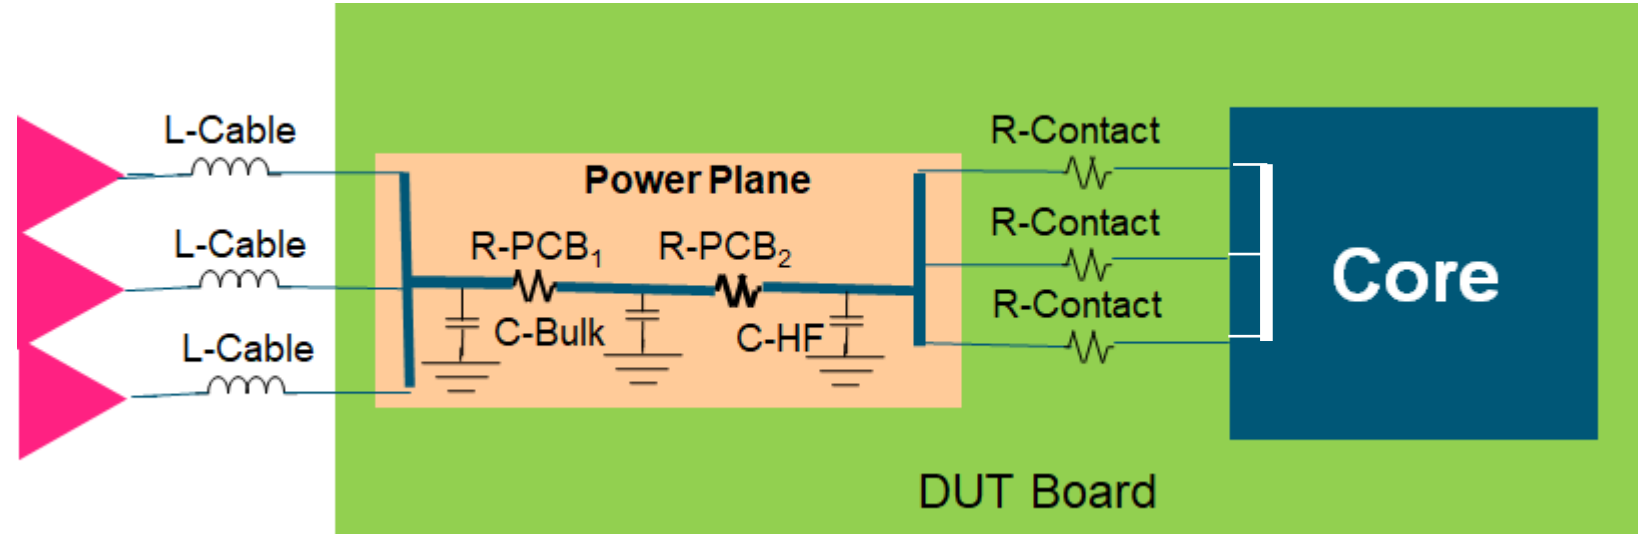 L-Cable
L-Cable
L-Cable
Power Plane
R-PCB₁
R-PCB₂
C-Bulk
C-HF
R-Contact
R-Contact
R-Contact
Core
DUT Board